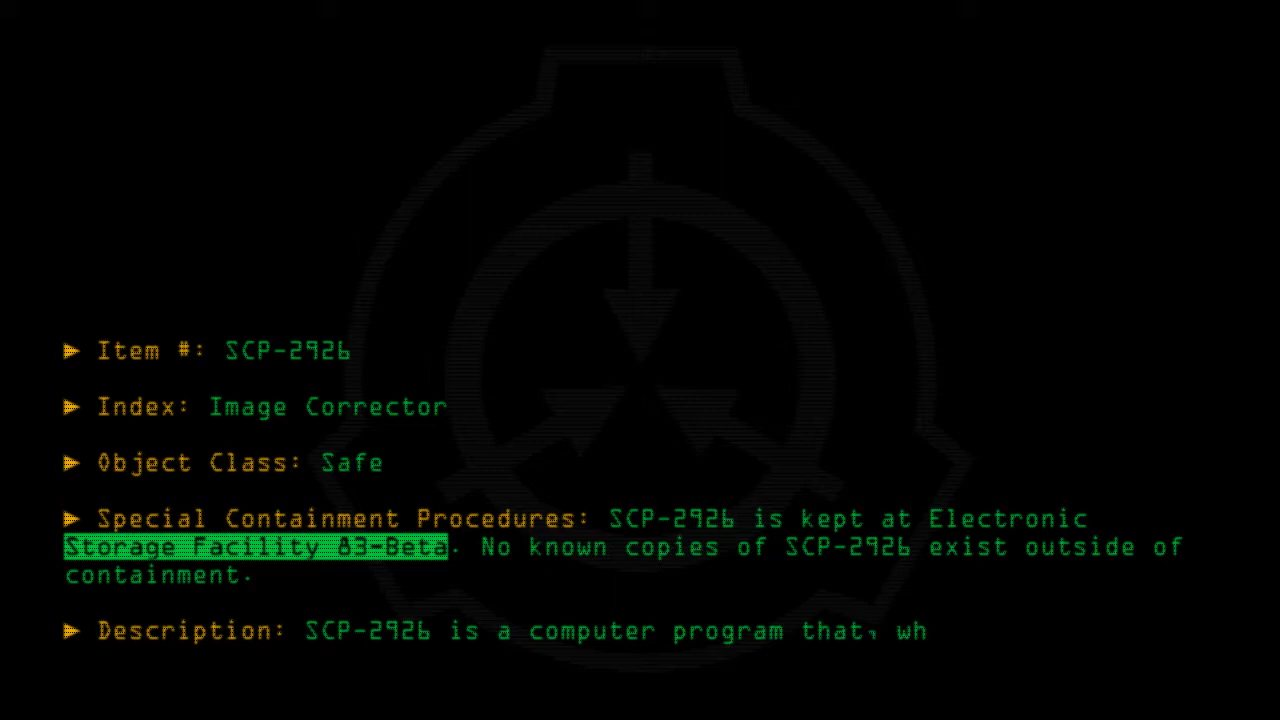 ► Item #: SCP-2926
► Index: Image Corrector
► Object Class: Safe
► Special Containment Procedures: SCP-2926 is kept at Electronic
Storage Facility 83-Beta. No known copies of SCP-2926 exist outside of
containment.
► Description: SCP-2926 is a computer program that, wh